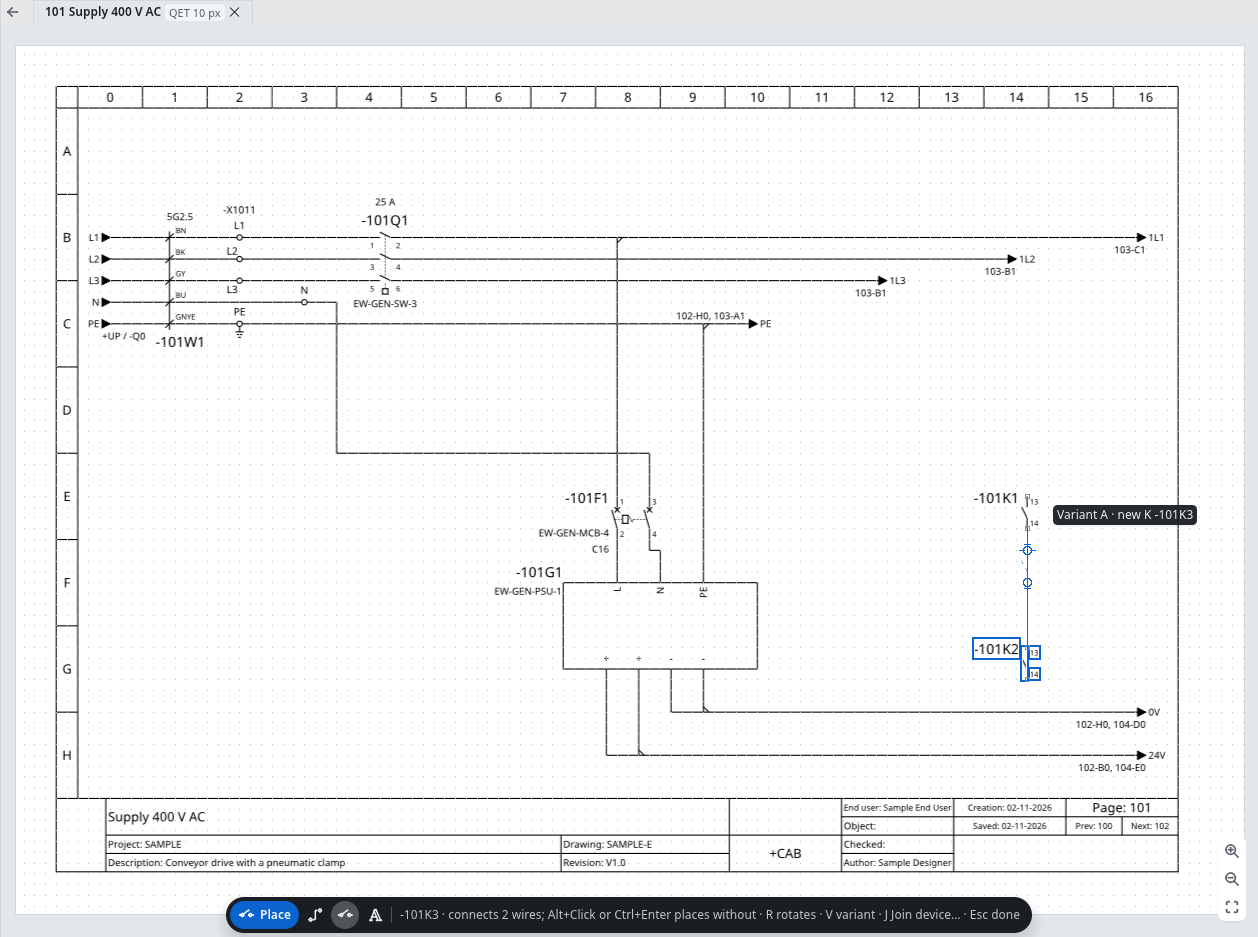 101 Supply 400 V AC QET 10 px
0 1 2 3 4 5 6 7 8 9 10 11 12 13 14 15 16
A
25 A
-X1011
5G2.5
L1
-101Q1
BN
B
L1
1L1
1 2
103-C1
BK
L2
L2
1L2
3 4
103-B1
GY
L3
1L3
L3
5 6
103-B1
BU
N
EW-GEN-SW-3
N
PE
GNYE
102-H0, 103-A1
C
PE
PE
+UP / -Q0
-101W1
D
E
-101F1
1 3
-101K1
13
Variant A · new K -101K3
14
EW-GEN-MCB-4
2 4
C16
-101G1
F
EW-GEN-PSU-1
L N PE
-101K2
13
+ + - -
G
14
0V
102-H0, 104-D0
H
24V
102-B0, 104-E0
Supply 400 V AC
End user: Sample End User
Creation: 02-11-2026
Page: 101
Object:
Saved: 02-11-2026
Prev: 100
Next: 102
Project: SAMPLE
Drawing: SAMPLE-E
+CAB
Checked:
Description: Conveyor drive with a pneumatic clamp
Revision: V1.0
Author: Sample Designer
Place
A
-101K3 · connects 2 wires; Alt+Click or Ctrl+Enter places without · R rotates · V variant · J Join device... · Esc done